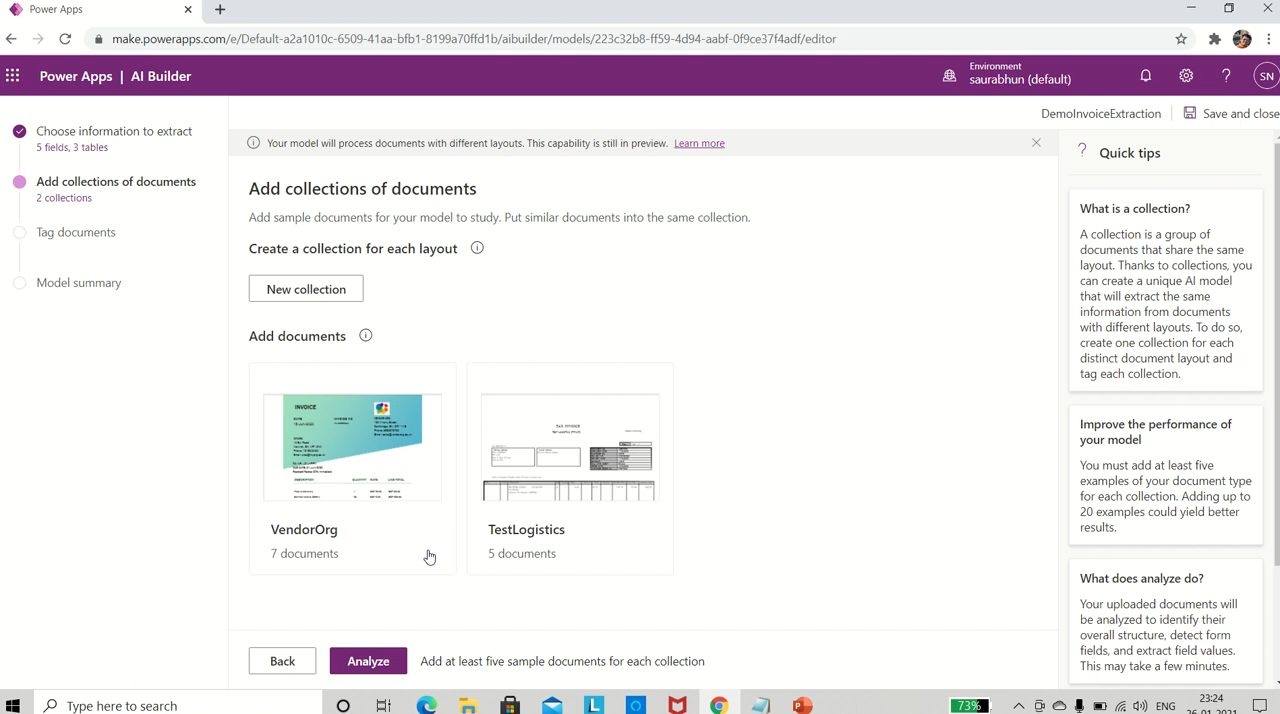 Power Apps
make.powerapps.com/e/Default-a2a1010c-6509-41aa-bfb1-8199a70ffd1b/aibuilder/models/223c32b8-ff59-4d94-aabf-0f9ce37f4adf/editor
Power Apps | AI Builder
Environment
saurabhun (default)
SN
DemoInvoiceExtraction
Save and close
Choose information to extract
5 fields, 3 tables
Add collections of documents
2 collections
Tag documents
Model summary
Your model will process documents with different layouts. This capability is still in preview. Learn more
Add collections of documents
Add sample documents for your model to study. Put similar documents into the same collection.
Create a collection for each layout
New collection
Add documents
INVOICE
VendorOrg
7 documents
TAX INVOICE
TestLogistics
5 documents
Back
Analyze
Add at least five sample documents for each collection
Quick tips
What is a collection?
A collection is a group of
documents that share the same
layout. Thanks to collections, you
can create a unique AI model
that will extract the same
information from documents
with different layouts. To do so,
create one collection for each
distinct document layout and
tag each collection.
Improve the performance of
your model
You must add at least five
examples of your document type
for each collection. Adding up to
20 examples could yield better
results.
What does analyze do?
Your uploaded documents will
be analyzed to identify their
overall structure, detect form
fields, and extract field values.
This may take a few minutes.
Type here to search
73%
ENG
23:24
26-01-2021